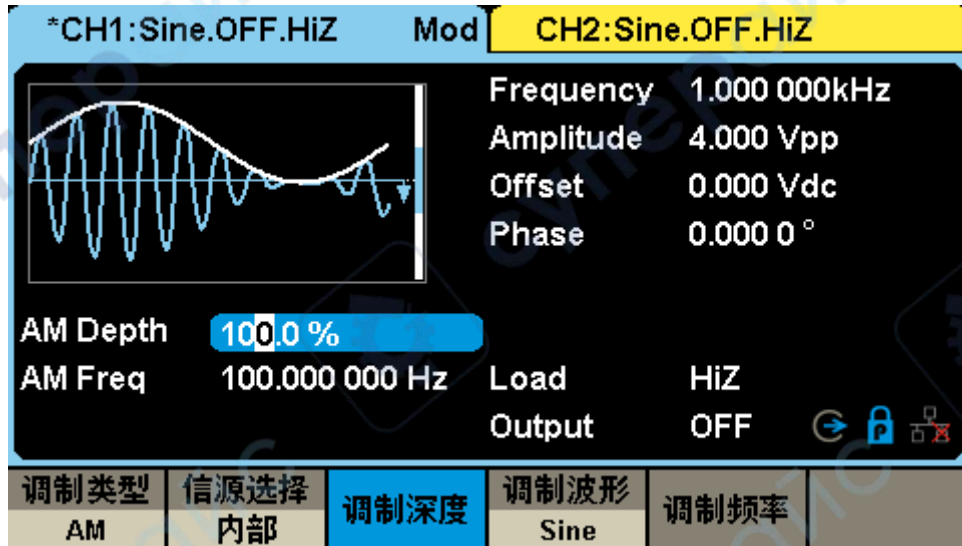 *CH1:Sine.OFF.HiZ Mod CH2:Sine.OFF.HiZ
Frequency 1.000 000kHz
Amplitude 4.000 Vpp
Offset 0.000 Vdc
Phase 0.000 0 °
AM Depth 100.0 %
AM Freq 100.000 000 Hz Load HiZ
Output OFF
P
调制类型 信源选择 调制深度 调制波形 调制频率
AM 内部 Sine
суперайс